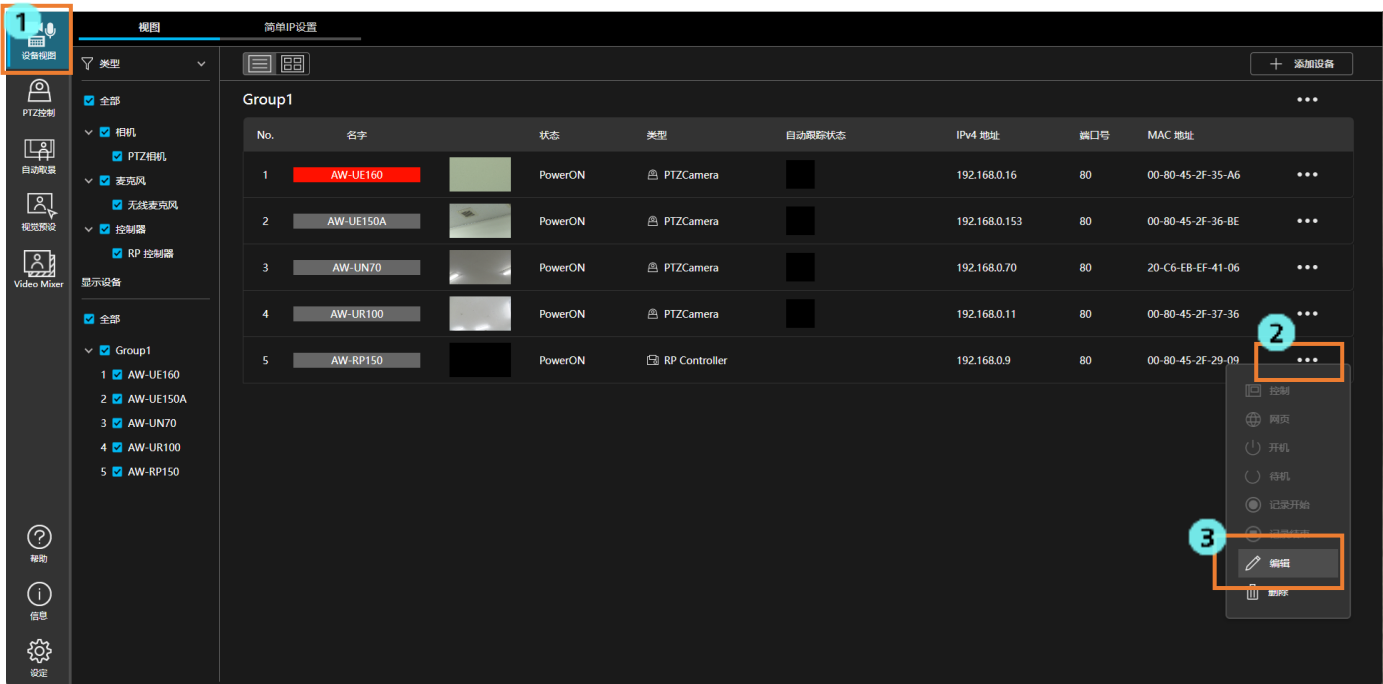 1
设备视图
PTZ控制
自动取景
视觉预设
Video Mixer
帮助
信息
设定
视图
简单IP设置
类型
全部
相机
PTZ相机
麦克风
无线麦克风
控制器
RP 控制器
显示设备
全部
Group1
1 AW-UE160
2 AW-UE150A
3 AW-UN70
4 AW-UR100
5 AW-RP150
添加设备
Group1
No. 名字 状态 类型 自动跟踪状态 IPv4 地址 端口号 MAC 地址
1 AW-UE160 PowerON PTZCamera 192.168.0.16 80 00-80-45-2F-35-A6
2 AW-UE150A PowerON PTZCamera 192.168.0.153 80 00-80-45-2F-36-BE
3 AW-UN70 PowerON PTZCamera 192.168.0.70 80 20-C6-EB-EF-41-06
4 AW-UR100 PowerON PTZCamera 192.168.0.11 80 00-80-45-2F-37-36
2
5 AW-RP150 PowerON RP Controller 192.168.0.9 80 00-80-45-2F-29-09
控制
网页
开机
待机
记录开始
记录结束
3
编辑
删除